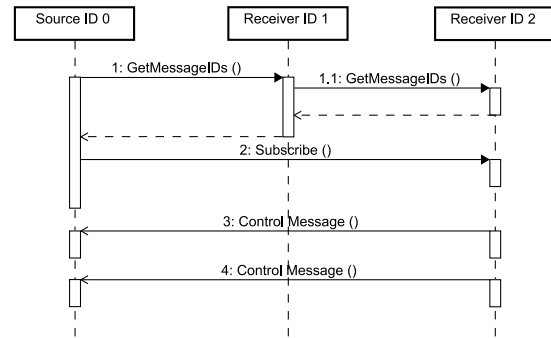 Source ID 0
Receiver ID 1
Receiver ID 2
1: GetMessageIDs ()
1.1: GetMessageIDs ()
2: Subscribe ()
3: Control Message ()
4: Control Message ()